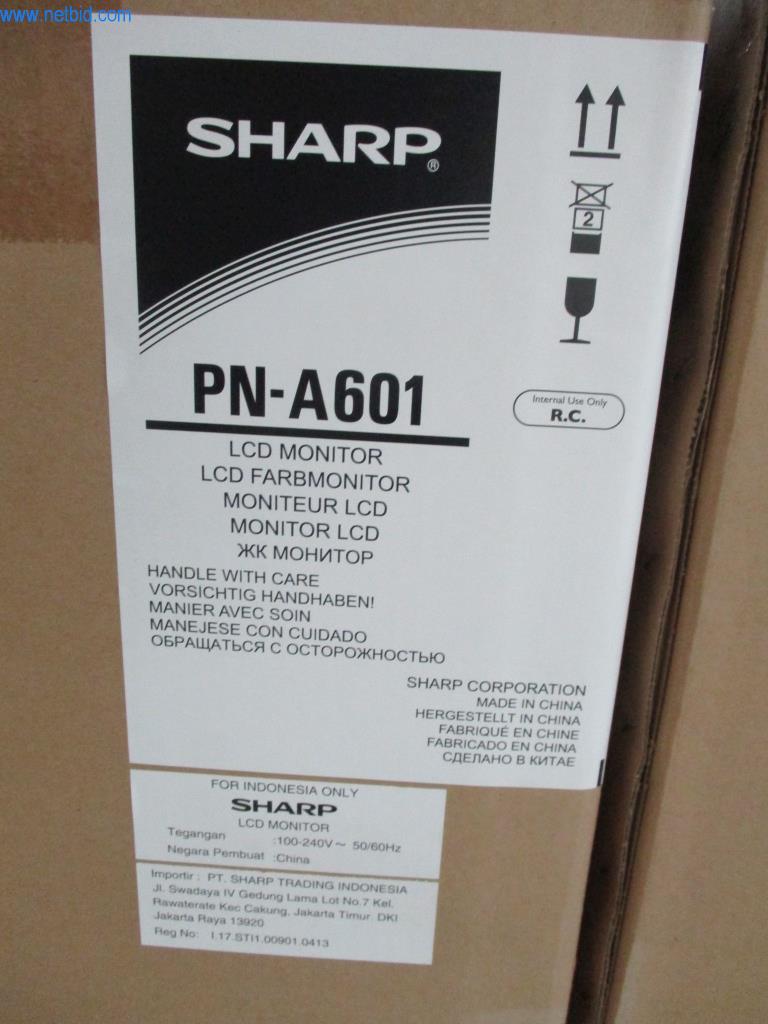 www.netbid.com
SHARP®
2
PN-A601
Internal Use Only
R.C.
LCD MONITOR
LCD FARBMONITOR
MONITEUR LCD
MONITOR LCD
ЖК МОНИТОР
HANDLE WITH CARE
VORSICHTIG HANDHABEN!
MANIER AVEC SOIN
MANEJESE CON CUIDADO
ОБРАЩАТЬСЯ С ОСТОРОЖНОСТЬЮ
SHARP CORPORATION
MADE IN CHINA
HERGESTELLT IN CHINA
FABRIQUÉ EN CHINE
FABRICADO EN CHINA
СДЕЛАНО В КИТАЕ
FOR INDONESIA ONLY
SHARP
LCD MONITOR
Tegangan :100-240V～ 50/60Hz
Negara Pembuat :China
Importir : PT. SHARP TRADING INDONESIA
Jl. Swadaya IV Gedung Lama Lot No.7 Kel.
Rawaterate Kec Cakung, Jakarta Timur DKI
Jakarta Raya 13920
Reg No: I.17.STI1.00901.0413